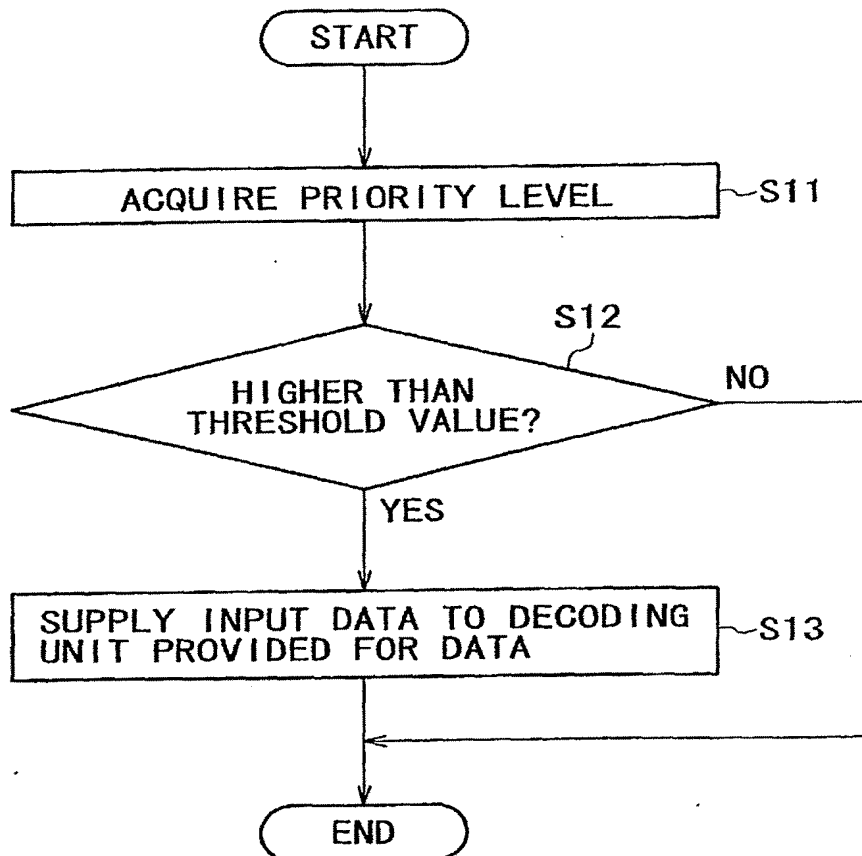 START
ACQUIRE PRIORITY LEVEL
S11
S12
HIGHER THAN
THRESHOLD VALUE?
NO
YES
SUPPLY INPUT DATA TO DECODING
UNIT PROVIDED FOR DATA
S13
END